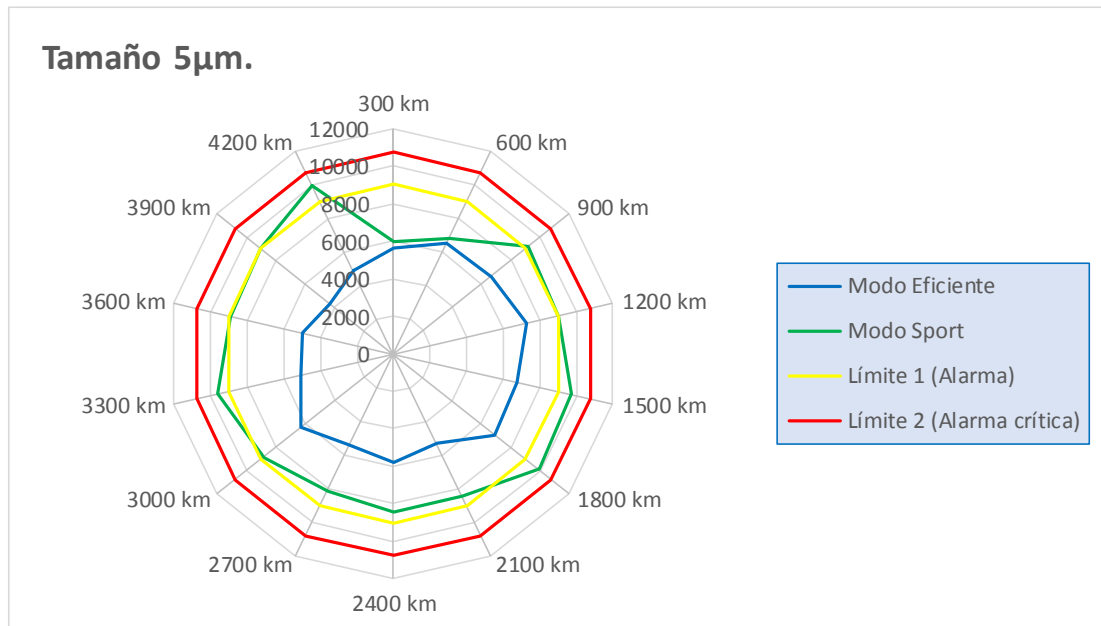 Tamaño 5µm.
300 km
600 km
900 km
1200 km
1500 km
1800 km
2100 km
2400 km
2700 km
3000 km
3300 km
3600 km
3900 km
4200 km
12000
10000
8000
6000
4000
2000
0
Modo Eficiente
Modo Sport
Límite 1 (Alarma)
Límite 2 (Alarma crítica)